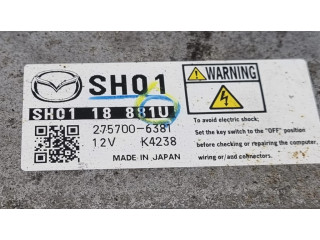 SH01
SH01 18 881U
275700-6381
12V K4238
MADE IN JAPAN
WARNING
To avoid electric shock;
Set the key switch to the "OFF" position
before checking or repairing the computer,
wiring or and connectors.